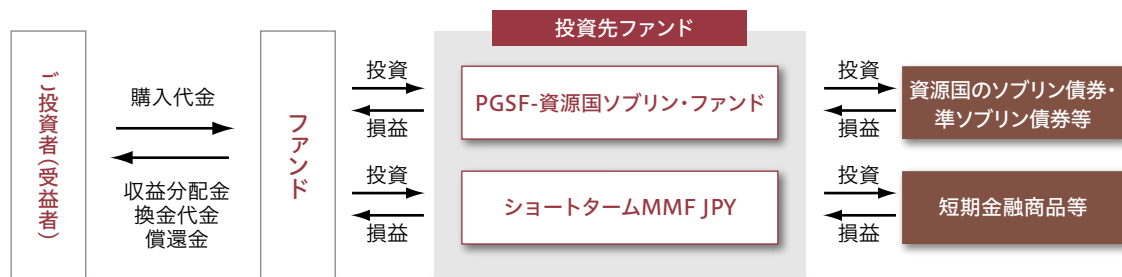 ご投資者(受益者)
購入代金
収益分配金
換金代金
償還金
ファンド
投資
損益
投資
損益
投資先ファンド
PGSF-資源国ソブリン・ファンド
ショートタームMMF JPY
投資
損益
投資
損益
資源国のソブリン債券・
準ソブリン債券等
短期金融商品等